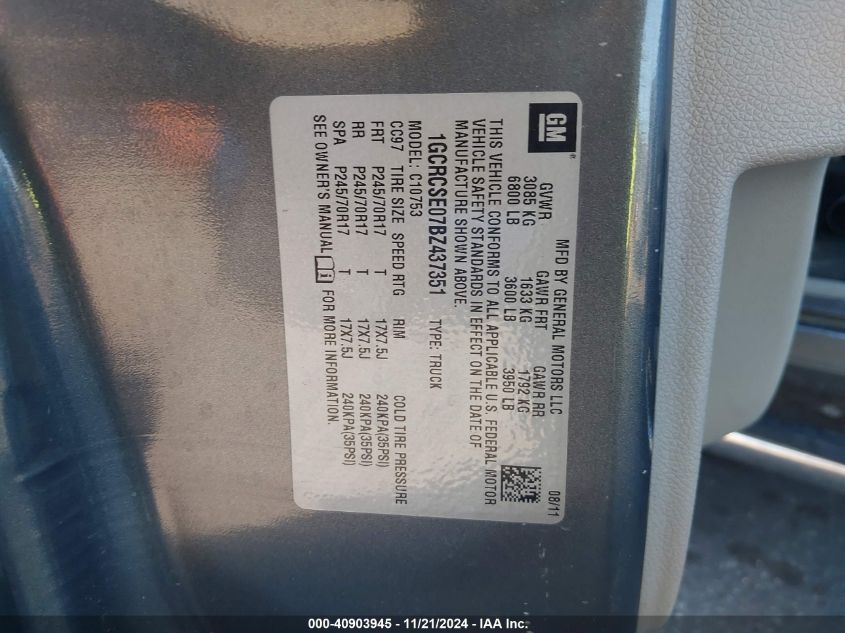 GM
®
MFD BY GENERAL MOTORS LLC 08/11
GVWR GAWR FRT GAWR RR
3085 KG 1633 KG 1792 KG
6800 LB 3600 LB 3950 LB
THIS VEHICLE CONFORMS TO ALL APPLICABLE U.S. FEDERAL MOTOR
VEHICLE SAFETY STANDARDS IN EFFECT ON THE DATE OF
MANUFACTURE SHOWN ABOVE.
1GCRCSE07BZ437351 TYPE: TRUCK
MODEL: C10753
CC97 TIRE SIZE SPEED RTG RIM COLD TIRE PRESSURE
FRT P245/70R17 T 17X7.5J 240KPA(35PSI)
RR P245/70R17 T 17X7.5J 240KPA(35PSI)
SPA P245/70R17 T 17X7.5J 240KPA(35PSI)
SEE OWNER'S MANUAL i FOR MORE INFORMATION.
000-40903945 - 11/21/2024 - IAA Inc.